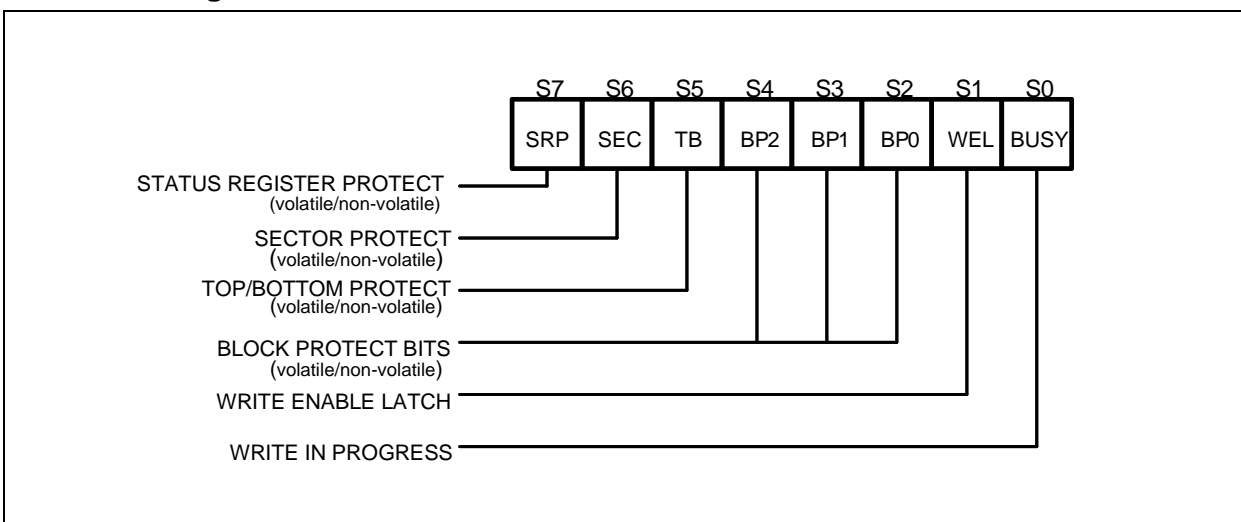 S7 S6 S5 S4 S3 S2 S1 S0
SRP SEC TB BP2 BP1 BP0 WEL BUSY
STATUS REGISTER PROTECT
(volatile/non-volatile)
SECTOR PROTECT
(volatile/non-volatile)
TOP/BOTTOM PROTECT
(volatile/non-volatile)
BLOCK PROTECT BITS
(volatile/non-volatile)
WRITE ENABLE LATCH
WRITE IN PROGRESS